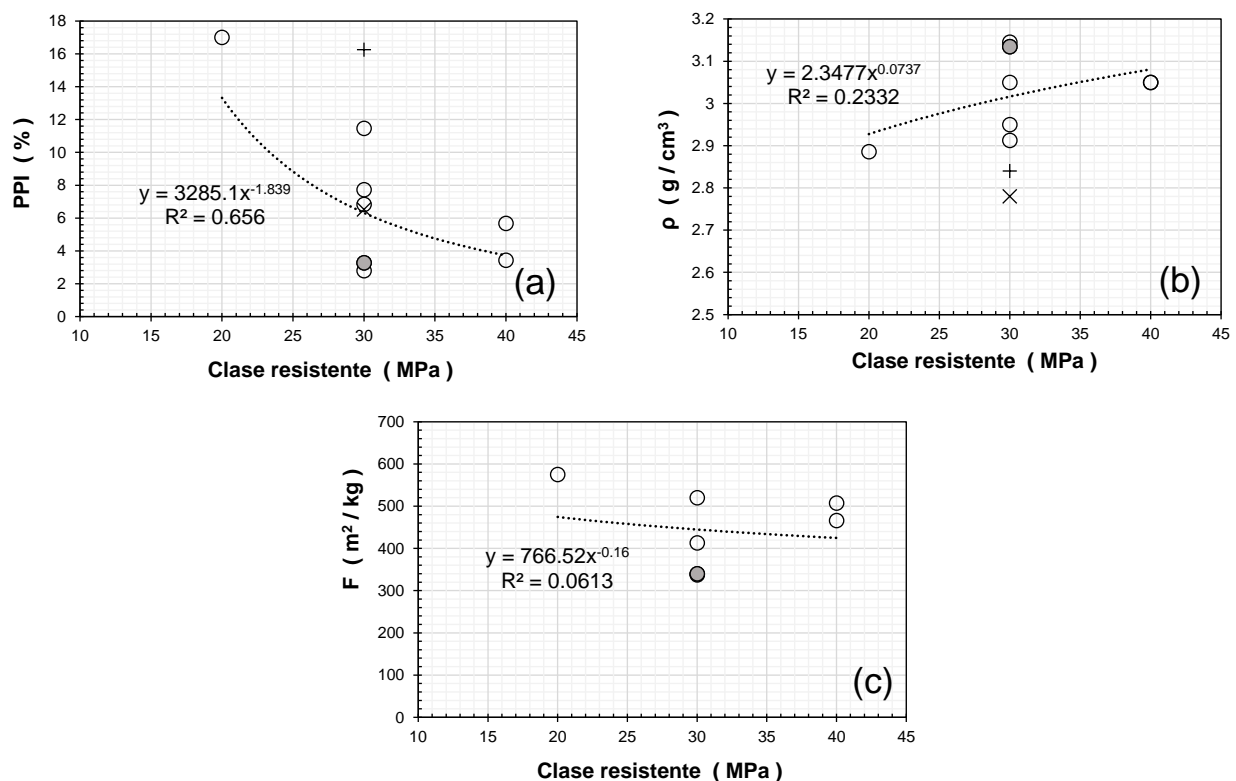 18
16
14
12
10
8
6
4
2
0
PPI ( % )
y = 3285.1x^-1.839
R² = 0.656
(a)
10 15 20 25 30 35 40 45
Clase resistente ( MPa )
3.2
3.1
3
2.9
2.8
2.7
2.6
2.5
ρ ( g / cm³ )
y = 2.3477x^0.0737
R² = 0.2332
(b)
10 15 20 25 30 35 40 45
Clase resistente ( MPa )
700
600
500
400
300
200
100
0
F ( m² / kg )
y = 766.52x^-0.16
R² = 0.0613
(c)
10 15 20 25 30 35 40 45
Clase resistente ( MPa )